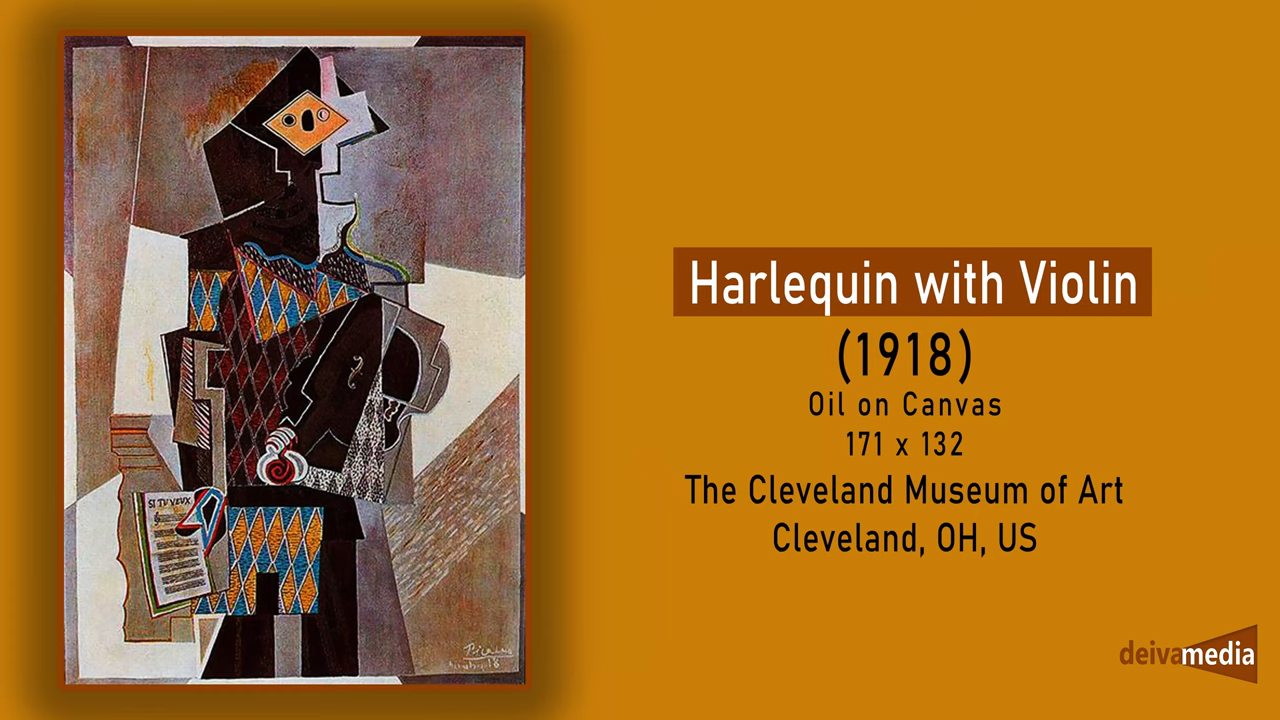 SI TU VEUX
Picasso
Harlequin with Violin
(1918)
Oil on Canvas
171 x 132
The Cleveland Museum of Art
Cleveland, OH, US
deivamedia